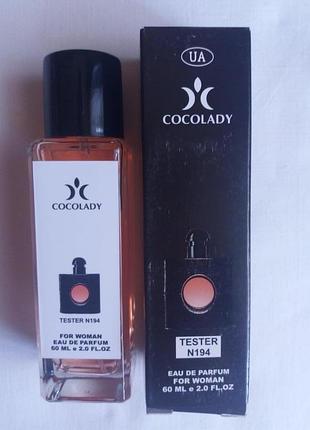 COCOLADY
TESTER N194
FOR WOMAN
EAU DE PARFUM
60 ML e 2.0 FL.OZ
UA
COCOLADY
TESTER
N194
EAU DE PARFUM
FOR WOMAN
60 ML e 2.0 FL.OZ